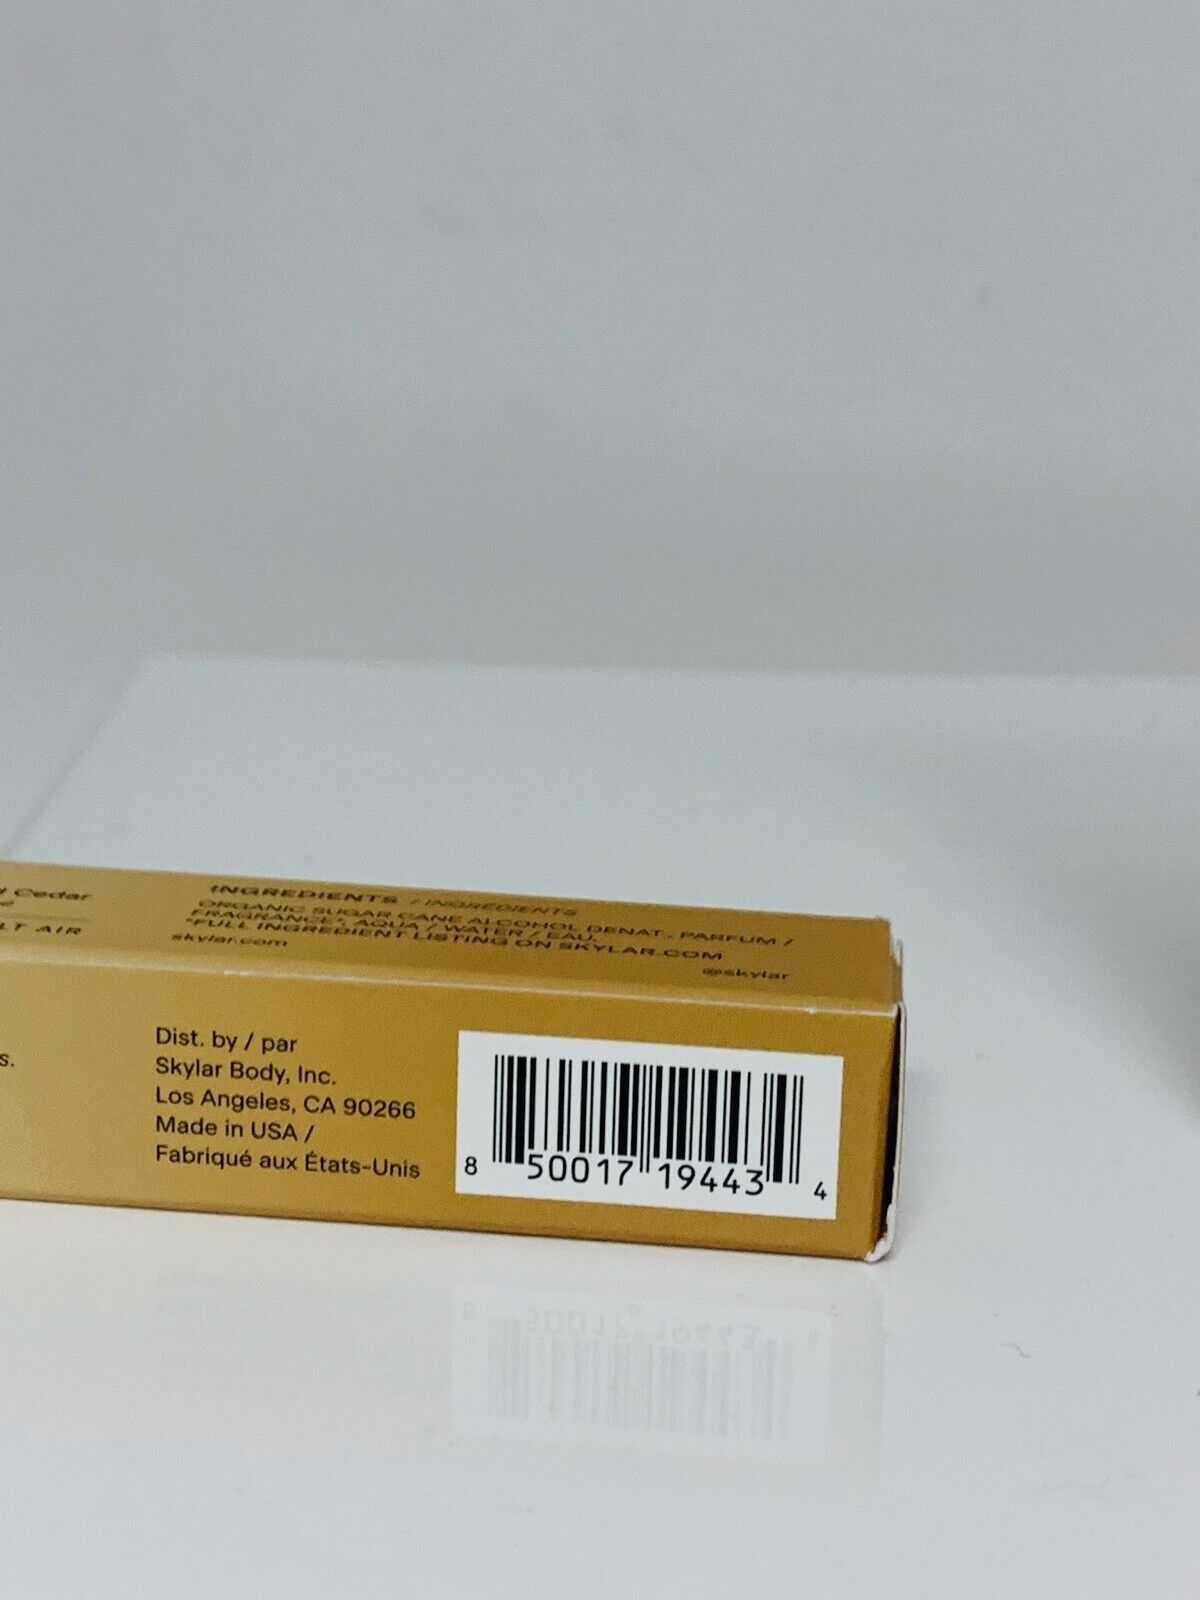 Cedar
LT AIR
INGREDIENTS / INGRÉDIENTS
ORGANIC SUGAR CANE ALCOHOL DENAT., PARFUM /
FRAGRANCE*, AQUA / WATER / EAU.
*FULL INGREDIENT LISTING ON SKYLAR.COM
skylar.com
@skylar
s.
Dist. by / par
Skylar Body, Inc.
Los Angeles, CA 90266
Made in USA /
Fabriqué aux États-Unis
8 50017 19443 4